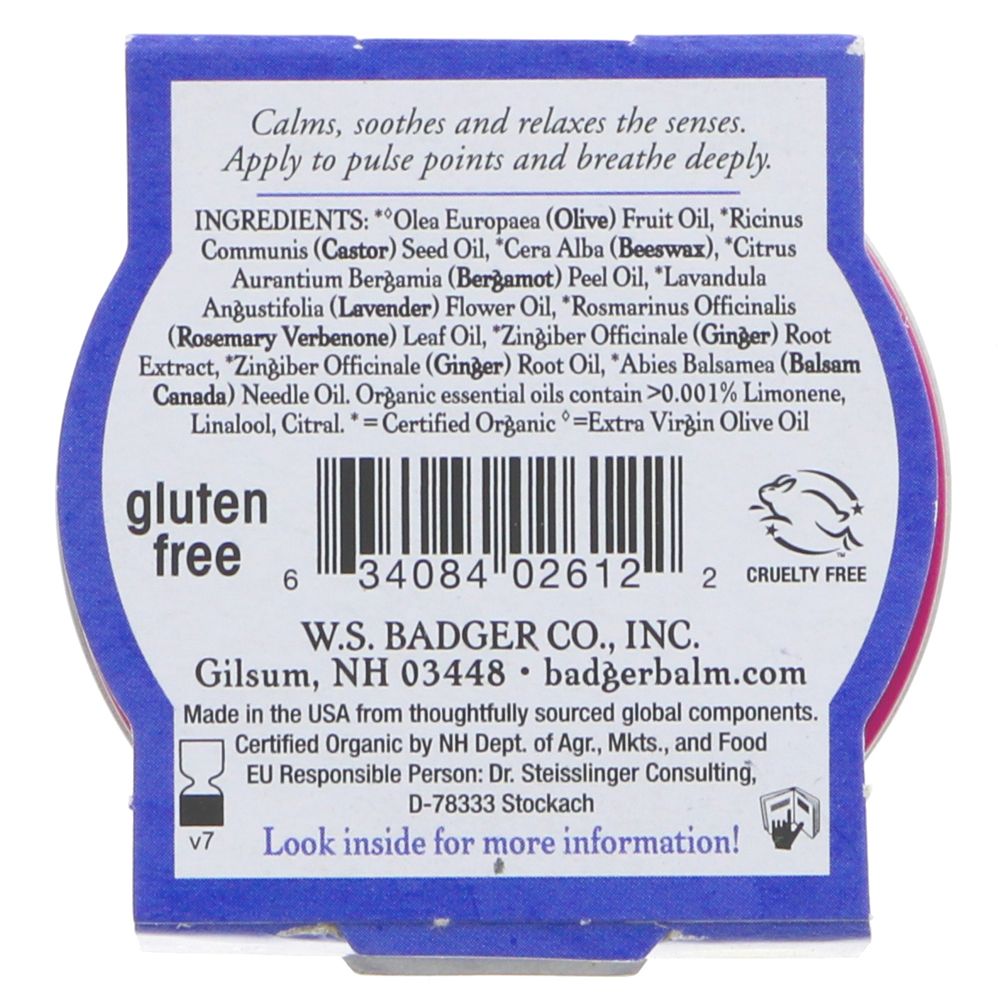 Calms, soothes and relaxes the senses.
Apply to pulse points and breathe deeply.
INGREDIENTS: *◊Olea Europaea (Olive) Fruit Oil, *Ricinus
Communis (Castor) Seed Oil, *Cera Alba (Beeswax), *Citrus
Aurantium Bergamia (Bergamot) Peel Oil, *Lavandula
Angustifolia (Lavender) Flower Oil, *Rosmarinus Officinalis
(Rosemary Verbenone) Leaf Oil, *Zingiber Officinale (Ginger) Root
Extract, *Zingiber Officinale (Ginger) Root Oil, *Abies Balsamea (Balsam
Canada) Needle Oil. Organic essential oils contain >0.001% Limonene,
Linalool, Citral. * = Certified Organic ◊=Extra Virgin Olive Oil
gluten
free
6 34084 02612 2
TM
CRUELTY FREE
W.S. BADGER CO., INC.
Gilsum, NH 03448 • badgerbalm.com
Made in the USA from thoughtfully sourced global components.
Certified Organic by NH Dept. of Agr., Mkts., and Food
EU Responsible Person: Dr. Steisslinger Consulting,
D-78333 Stockach
v7
Look inside for more information!